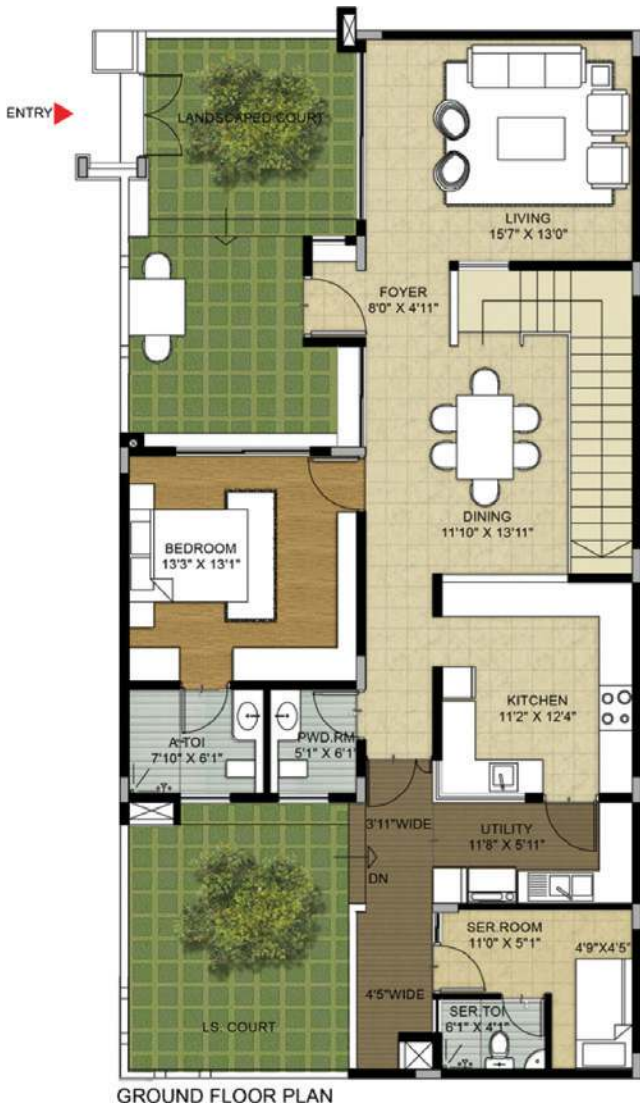 ENTRY
LANDSCAPED COURT
LIVING
15'7" X 13'0"
FOYER
8'0" X 4'11"
DINING
11'10" X 13'11"
BEDROOM
13'3" X 13'1"
KITCHEN
11'2" X 12'4"
A.TOI
7'10" X 6'1"
PWD.RM
5'1" X 6'1'
3'11"WIDE
UTILITY
11'8" X 5'11"
DN
SER.ROOM
11'0" X 5'1"
4'9"X4'5"
4'5"WIDE
SER.TOI
6'1" X 4'1"
LS. COURT
GROUND FLOOR PLAN